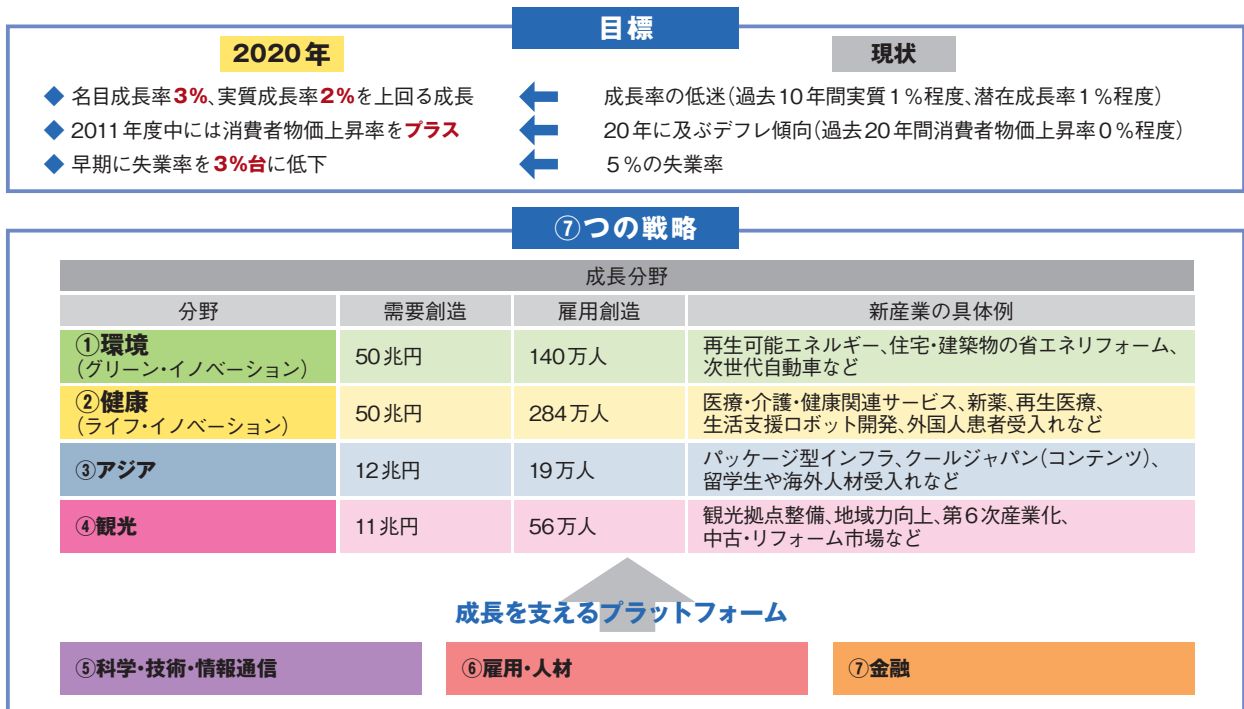 目標
2020年
現状
◆ 名目成長率3%、実質成長率2%を上回る成長
成長率の低迷(過去10年間実質1%程度、潜在成長率1%程度)
◆ 2011年度中には消費者物価上昇率をプラス
20年に及ぶデフレ傾向(過去20年間消費者物価上昇率0%程度)
◆ 早期に失業率を3%台に低下
5%の失業率
⑦つの戦略
成長分野
分野
需要創造
雇用創造
新産業の具体例
①環境
(グリーン・イノベーション)
50兆円
140万人
再生可能エネルギー、住宅・建築物の省エネリフォーム、
次世代自動車など
②健康
(ライフ・イノベーション)
50兆円
284万人
医療・介護・健康関連サービス、新薬、再生医療、
生活支援ロボット開発、外国人患者受入れなど
③アジア
12兆円
19万人
パッケージ型インフラ、クールジャパン(コンテンツ)、
留学生や海外人材受入れなど
④観光
11兆円
56万人
観光拠点整備、地域力向上、第6次産業化、
中古・リフォーム市場など
成長を支えるプラットフォーム
⑤科学・技術・情報通信
⑥雇用・人材
⑦金融